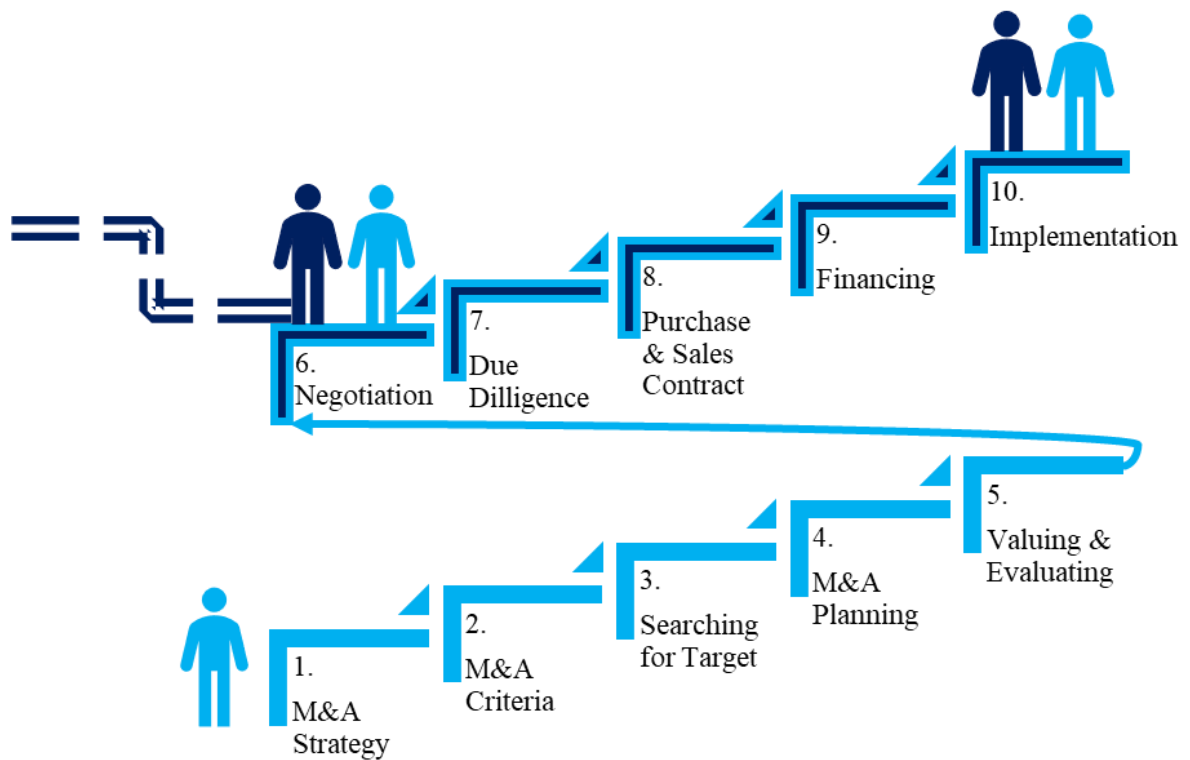 10.
Implementation
9.
Financing
8.
Purchase
& Sales
Contract
7.
Due
Dilligence
6.
Negotiation
5.
Valuing &
Evaluating
4.
M&A
Planning
3.
Searching
for Target
2.
M&A
Criteria
1.
M&A
Strategy